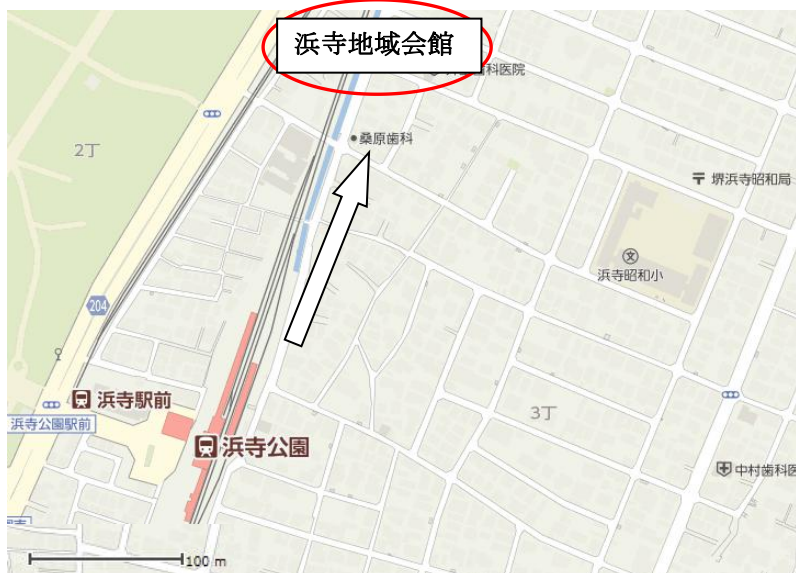 浜寺地域会館
歯科医院
桑原歯科
2丁
堺浜寺昭和局
浜寺昭和小
204
浜寺駅前
浜寺公園駅前
浜寺公園
3丁
中村歯科医
100 m